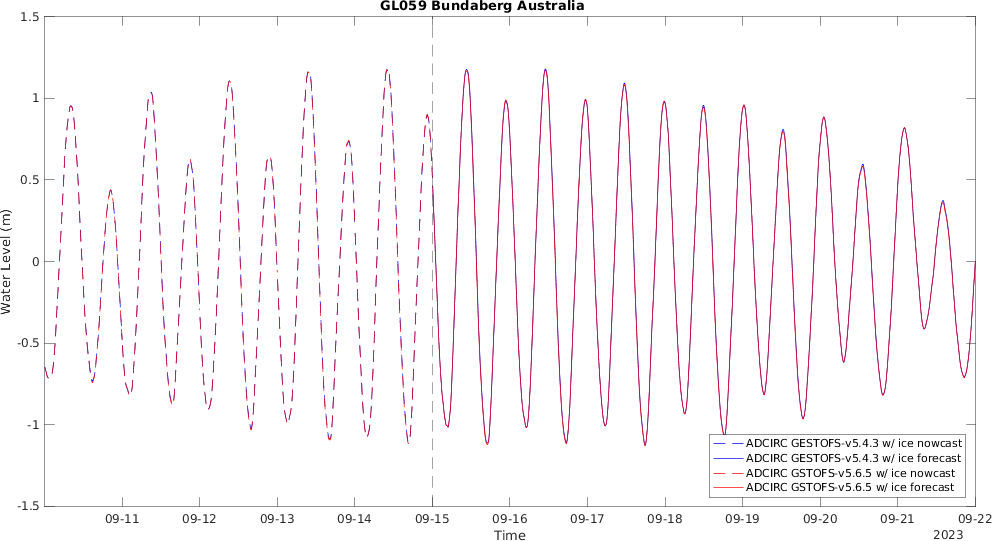 GL059 Bundaberg Australia
1.5
1
0.5
0
-0.5
-1
-1.5
Water Level (m)
09-11 09-12 09-13 09-14 09-15 09-16 09-17 09-18 09-19 09-20 09-21 09-22
Time
2023
ADCIRC GESTOFS-v5.4.3 w/ ice nowcast
ADCIRC GESTOFS-v5.4.3 w/ ice forecast
ADCIRC GSTOFS-v5.6.5 w/ ice nowcast
ADCIRC GSTOFS-v5.6.5 w/ ice forecast